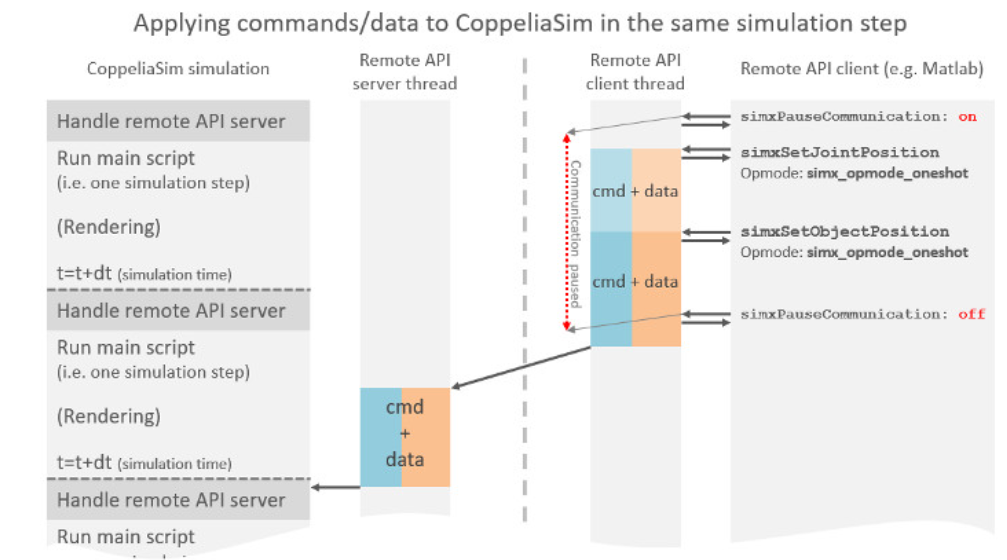 Applying commands/data to CoppeliaSim in the same simulation step
CoppeliaSim simulation
Remote API
server thread
Remote API
client thread
Remote API client (e.g. Matlab)
Handle remote API server
Run main script
(i.e. one simulation step)
(Rendering)
t=t+dt (simulation time)
Handle remote API server
Run main script
(i.e. one simulation step)
(Rendering)
t=t+dt (simulation time)
Handle remote API server
Run main script
cmd
+
data
Communication paused
cmd + data
cmd + data
simxPauseCommunication: on
simxSetJointPosition
Opmode: simx_opmode_oneshot
simxSetObjectPosition
Opmode: simx_opmode_oneshot
simxPauseCommunication: off